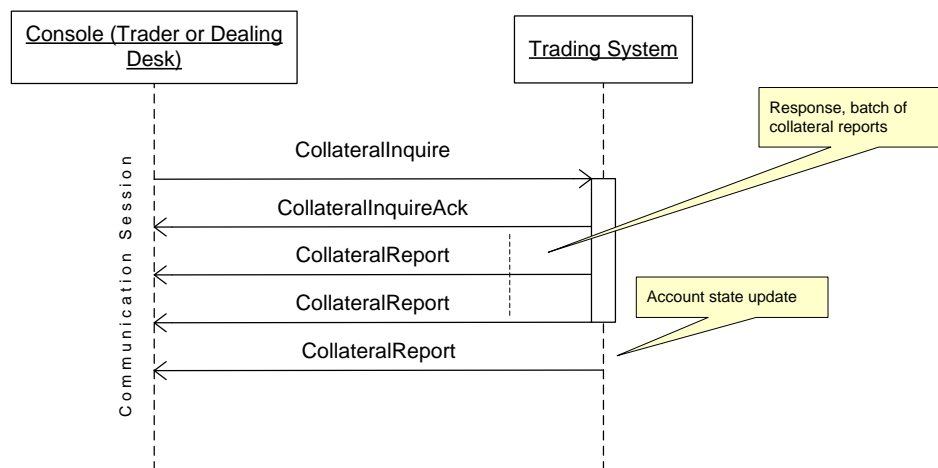 Console (Trader or Dealing
Desk)
Trading System
Response, batch of
collateral reports
CollateralInquire
CollateralInquireAck
CollateralReport
CollateralReport
Account state update
CollateralReport
Communication Session